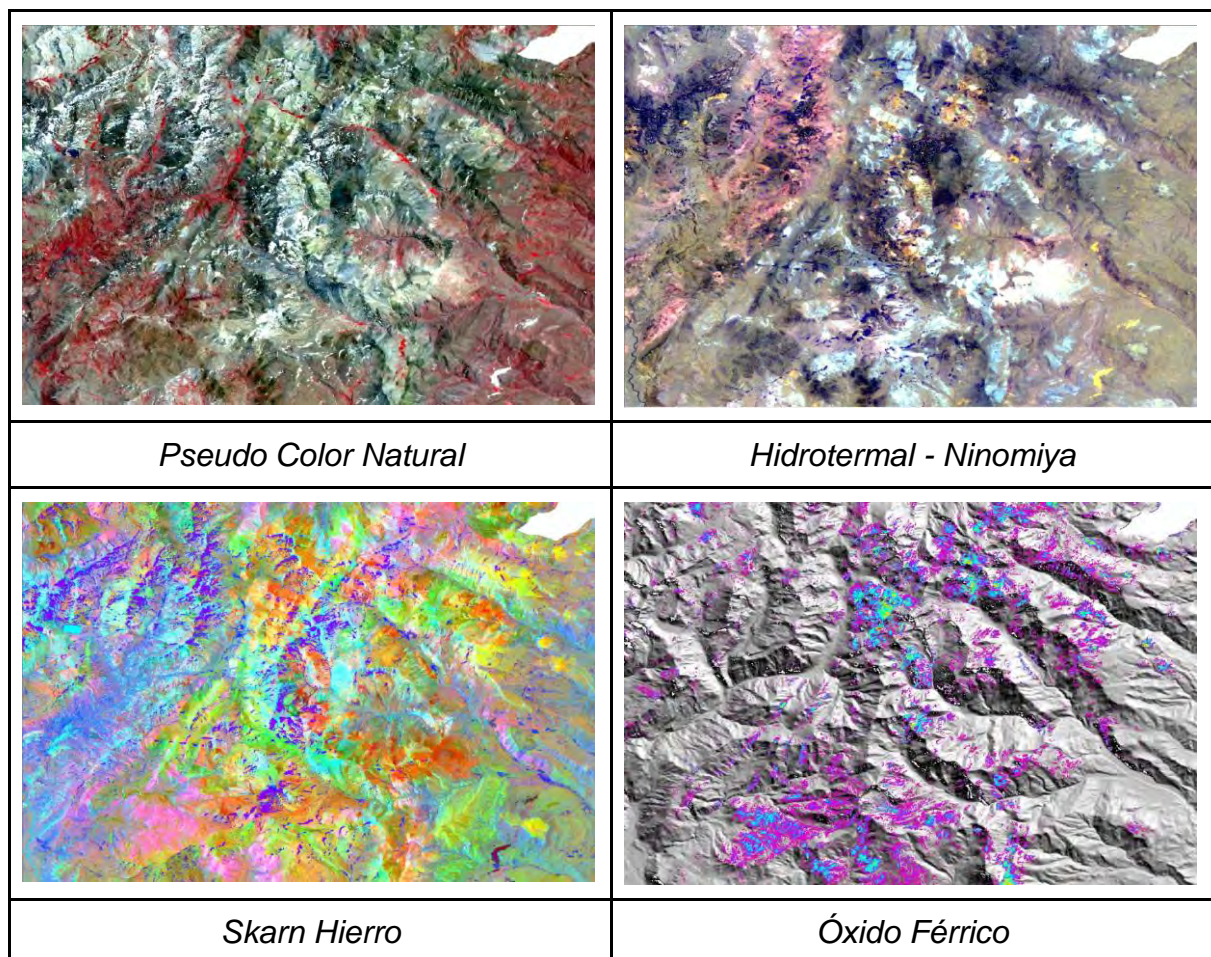 Pseudo Color Natural
Hidrotermal - Ninomiya
Skarn Hierro
Óxido Férrico